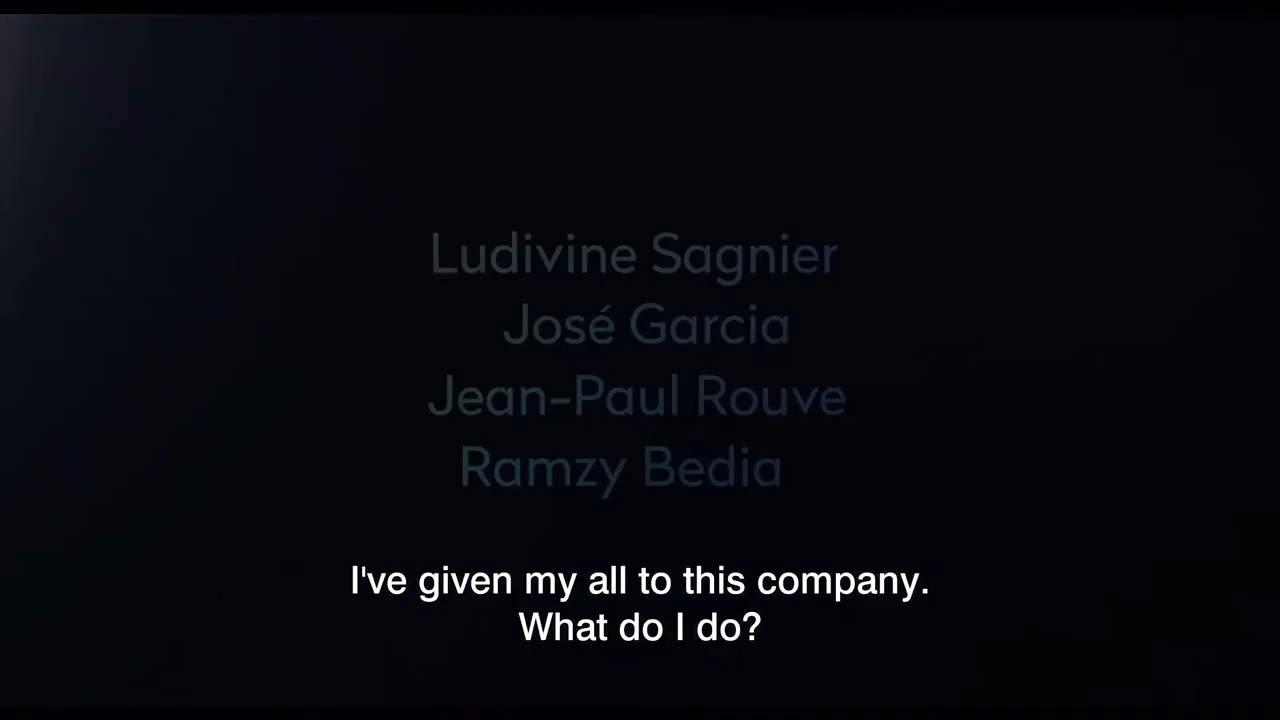 Ludivine Sagnier
José Garcia
Jean-Paul Rouve
Ramzy Bedia
I've given my all to this company.
What do I do?